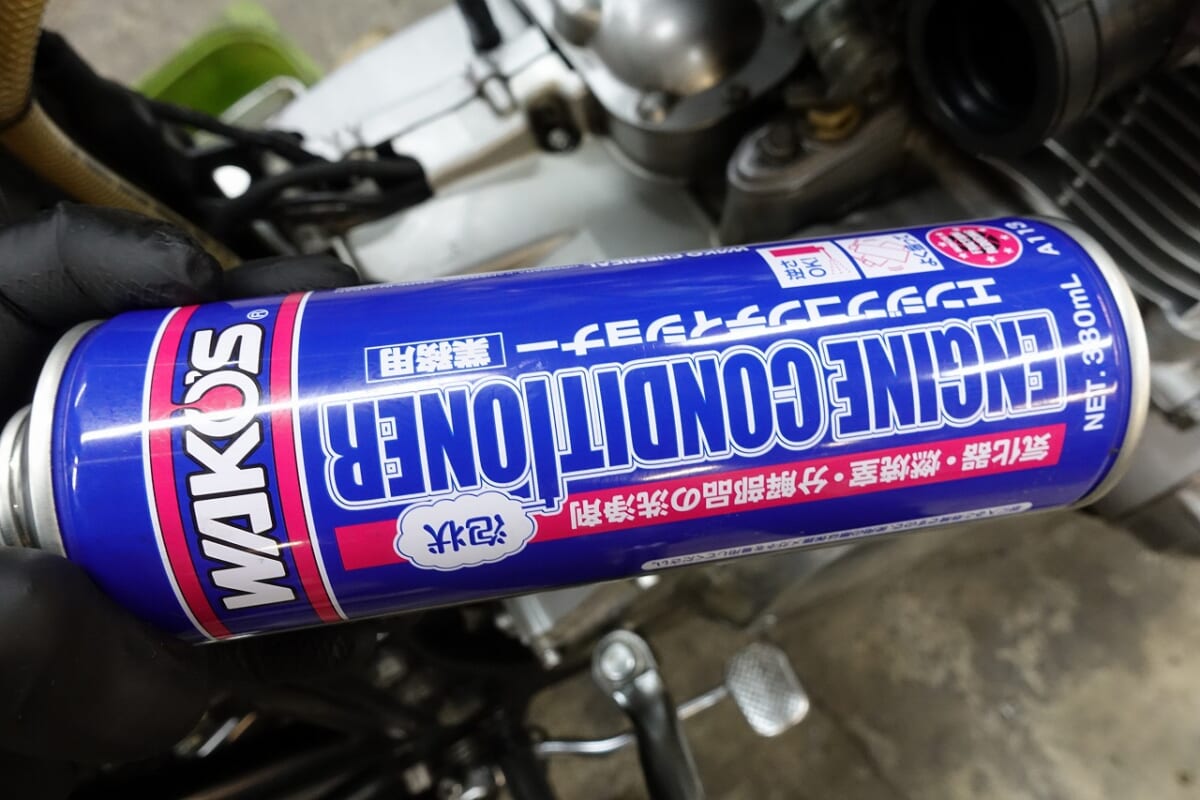 WAKO'S®
業務用
エンジンコンディショナー
ENGINE CONDITIONER
気化器・燃焼室・分解部品の洗浄剤
泡状
NET.380mL
A113